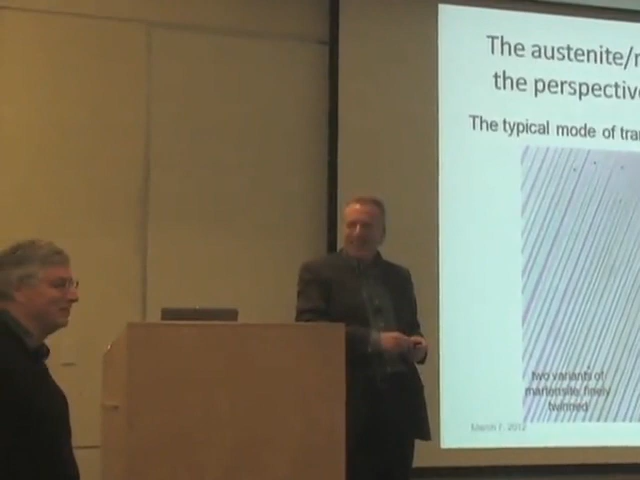 The austenite/
the perspective
The typical mode of tra
two variants of
martensite, finely
twinned
March 7, 2012